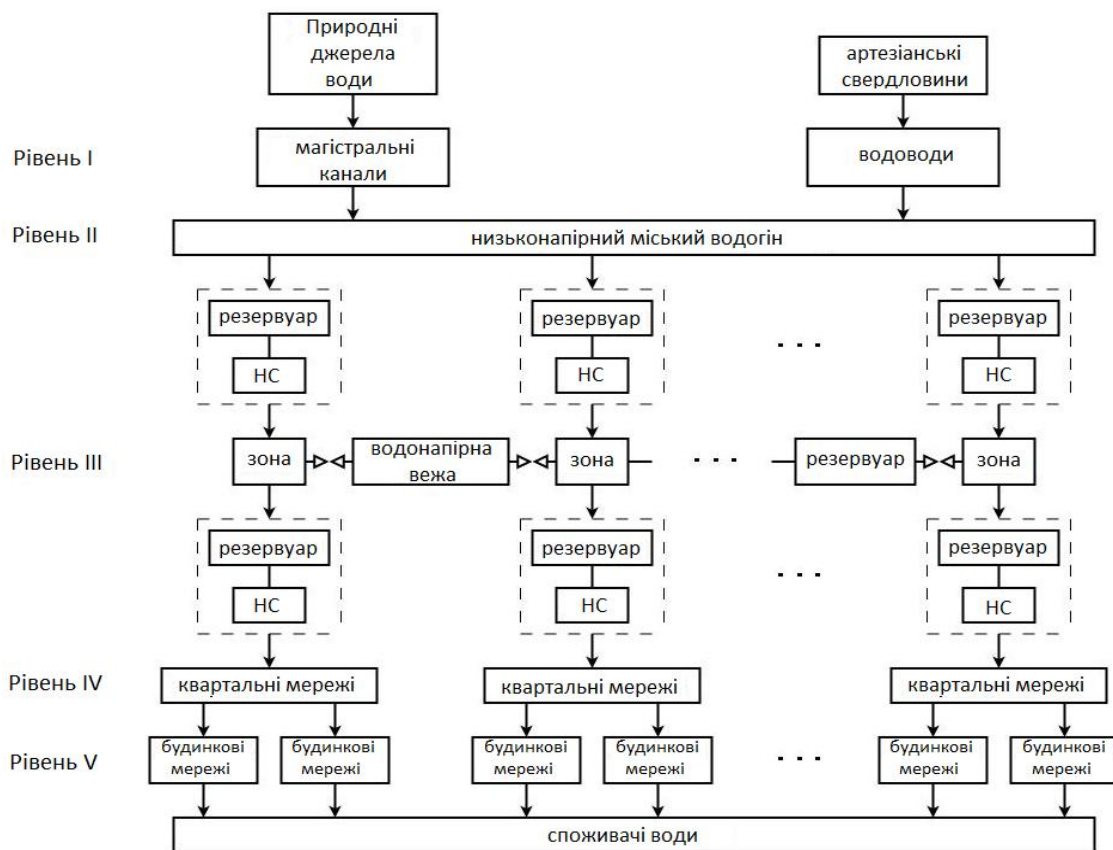 Природні
джерела
води
артезіанські
свердловини
Рівень I
магістральні
канали
водоводи
Рівень II
низьконапірний міський водогін
резервуар
резервуар
резервуар
. . .
НС
НС
НС
Рівень III
зона
водонапірна
вежа
зона
. . .
резервуар
зона
резервуар
резервуар
резервуар
. . .
НС
НС
НС
Рівень IV
квартальні мережі
квартальні мережі
квартальні мережі
Рівень V
будинкові
мережі
будинкові
мережі
будинкові
мережі
будинкові
мережі
. . .
будинкові
мережі
будинкові
мережі
споживачі води